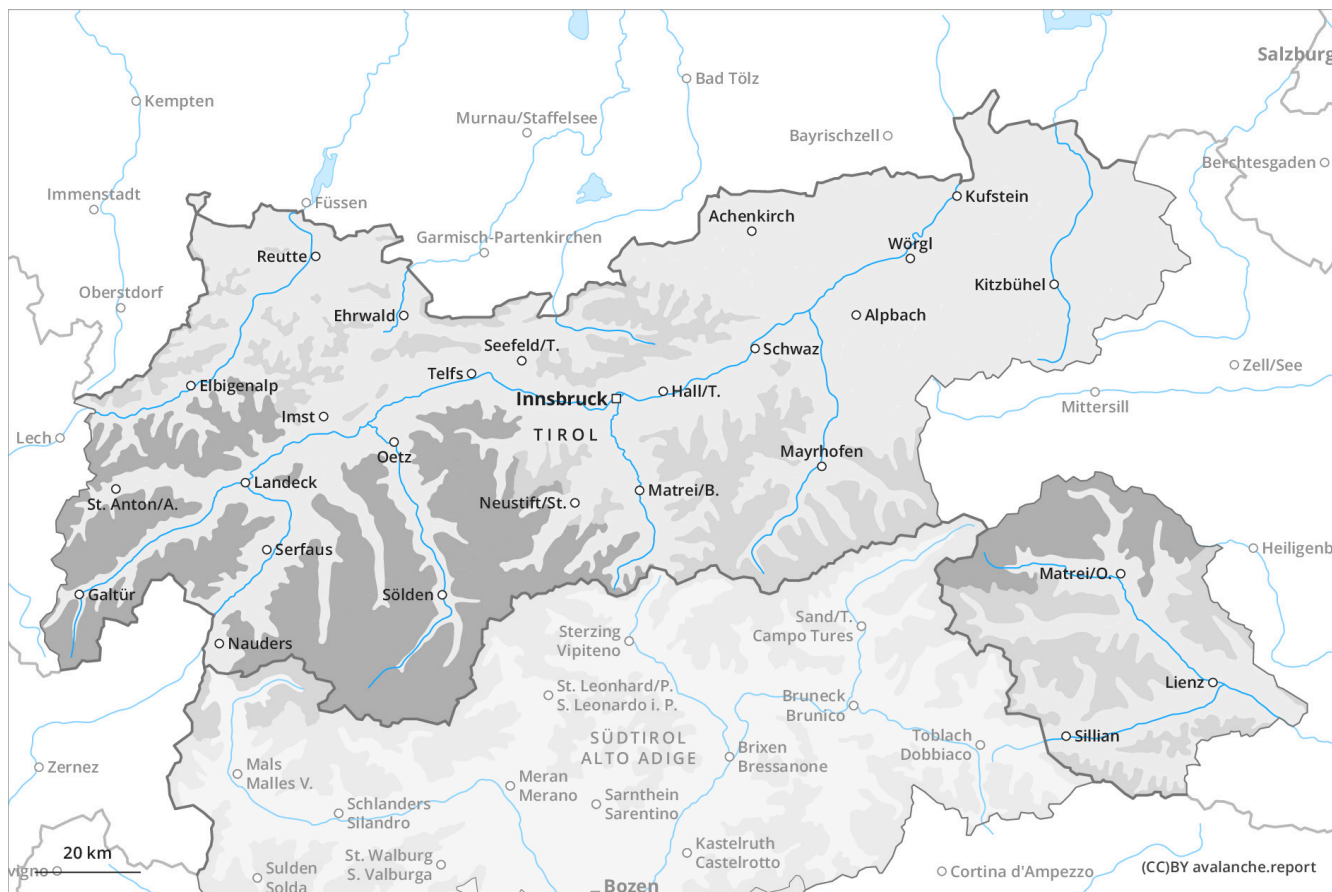 Salzburg
Kempten
Bad Tölz
Murnau/Staffelsee
Bayrischzell
Berchtesgaden
Immenstadt
Füssen
Kufstein
Achenkirch
Garmisch-Partenkirchen
Wörgl
Reutte
Kitzbühel
Oberstdorf
Ehrwald
Alpbach
Seefeld/T.
Schwaz
Zell/See
Telfs
Elbigenalp
Hall/T.
Innsbruck
Mittersill
Imst
Lech
TIROL
Oetz
Mayrhofen
Landeck
St. Anton/A.
Neustift/St.
Matrei/B.
Serfaus
Heiligenb
Matrei/O.
Galtür
Sölden
Sand/T.
Campo Tures
Nauders
Sterzing
Vipiteno
Lienz
St. Leonhard/P.
S. Leonardo i. P.
Bruneck
Brunico
SÜDTIROL
ALTO ADIGE
Toblach
Dobbiaco
Sillian
Brixen
Bressanone
Zernez
Mals
Malles V.
Meran
Merano
Schlanders
Silandro
Sarnthein
Sarentino
Kastelruth
Castelrotto
20 km
St. Walburg
S. Valburga
vigno
Sulden
Solda
Cortina d'Ampezzo
(CC)BY avalanche.report
Bozen